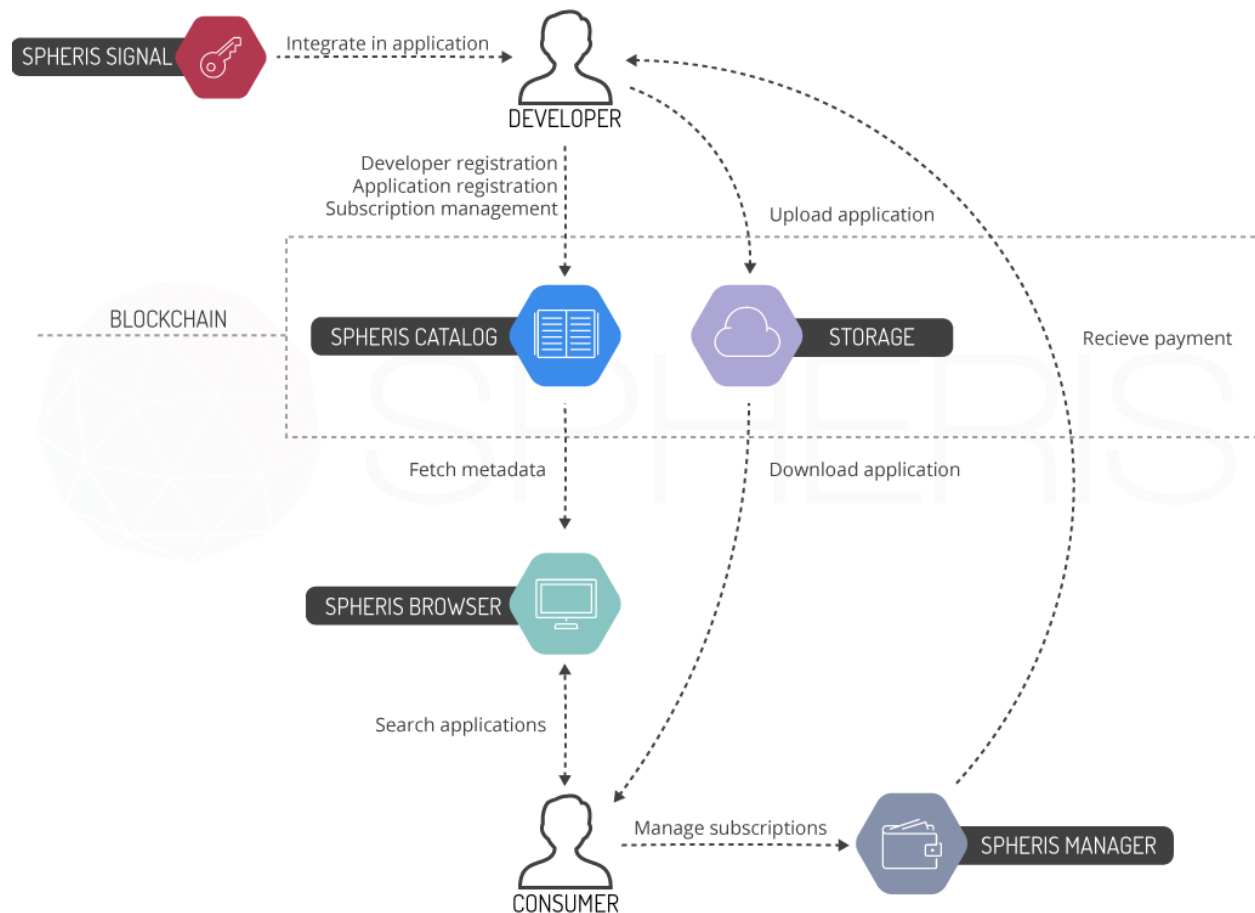 SPHERIS SIGNAL
Integrate in application
DEVELOPER
Developer registration
Application registration
Subscription management
Upload application
BLOCKCHAIN
SPHERIS CATALOG
STORAGE
Recieve payment
SPHERIS
Fetch metadata
Download application
SPHERIS BROWSER
Search applications
Manage subscriptions
SPHERIS MANAGER
CONSUMER